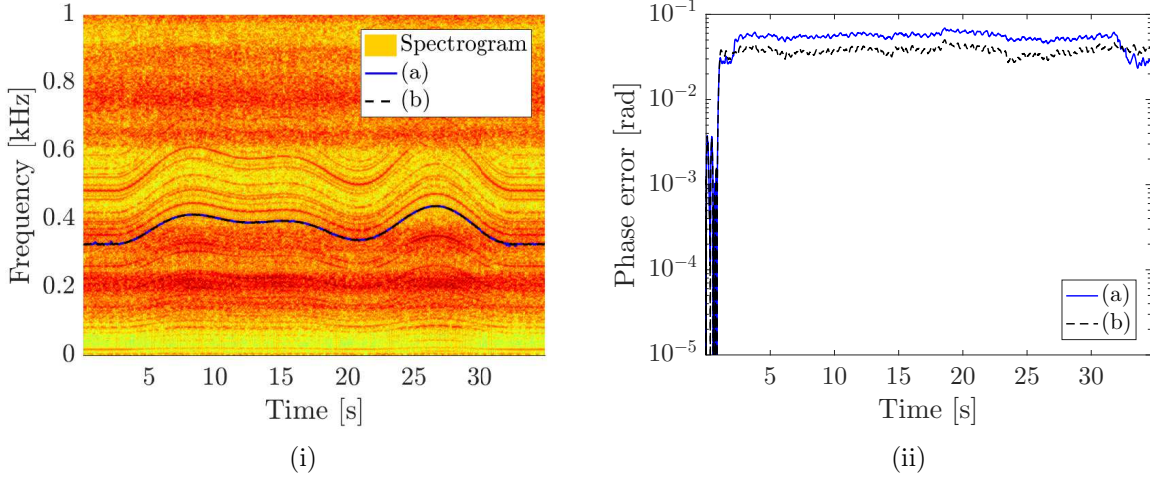 1
0.8
0.6
0.4
0.2
0
Frequency [kHz]
Spectrogram
(a)
(b)
5
10
15
20
25
30
Time [s]
(i)
10^{-1}
10^{-2}
10^{-3}
10^{-4}
10^{-5}
Phase error [rad]
(a)
(b)
5
10
15
20
25
30
Time [s]
(ii)